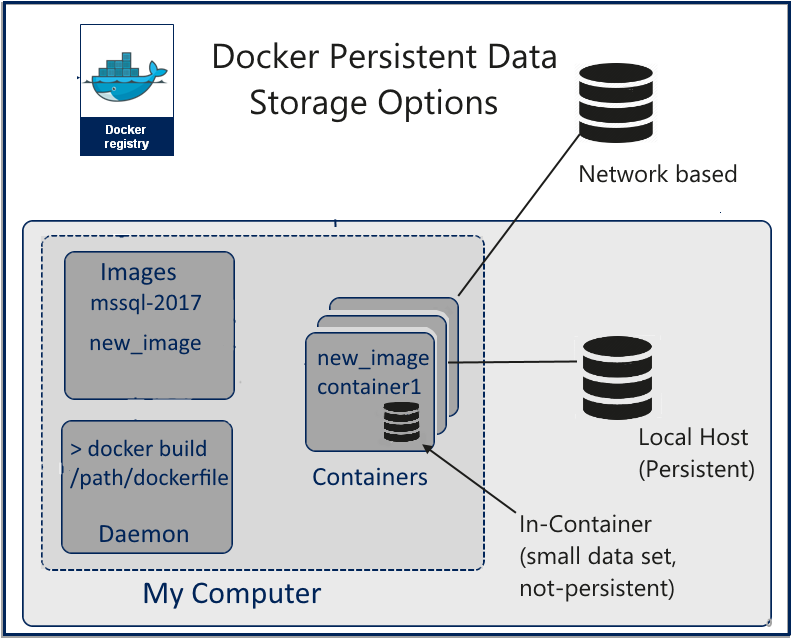 Docker Persistent Data
Storage Options
Docker
registry
Network based
Images
mssql-2017
new_image
new_image
container1
Containers
> docker build
/path/dockerfile
Daemon
My Computer
Local Host
(Persistent)
In-Container
(small data set,
not-persistent)